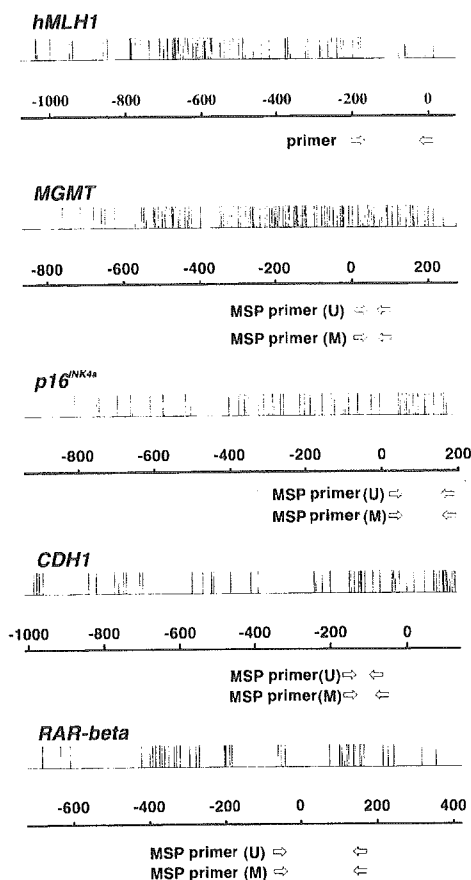 hMLH1
-1000 -800 -600 -400 -200 0
primer
MGMT
-800 -600 -400 -200 0 200
MSP primer (U)
MSP primer (M)
p16INK4a
-800 -600 -400 -200 0 200
MSP primer (U)
MSP primer (M)
CDH1
-1000 -800 -600 -400 -200 0
MSP primer(U)
MSP primer(M)
RAR-beta
-600 -400 -200 0 200 400
MSP primer (U)
MSP primer (M)